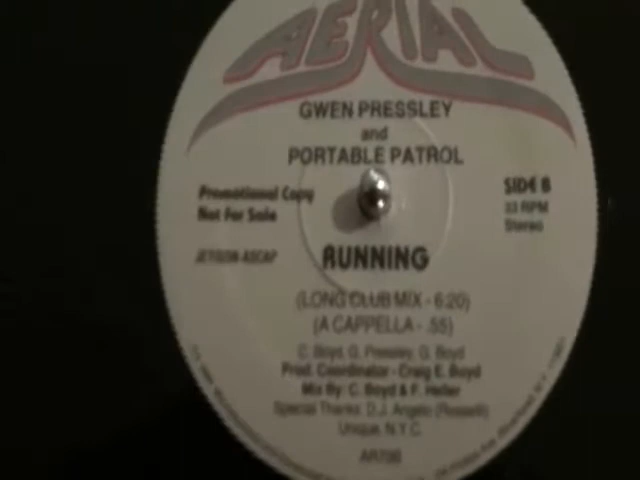 AERIAL
GWEN PRESSLEY
and
PORTABLE PATROL
Promotional Copy
Not For Sale
SIDE B
33 RPM
Stereo
RUNNING
(LONG CLUB MIX - 6:20)
(A CAPPELLA - .55)
C. Boyd, G. Pressley, G. Boyd
Prod. Coordinator - Craig E. Boyd
Mix By: C. Boyd & F. Heller
Special Thanks: D.J. Angelo
Unique, N.Y.C.